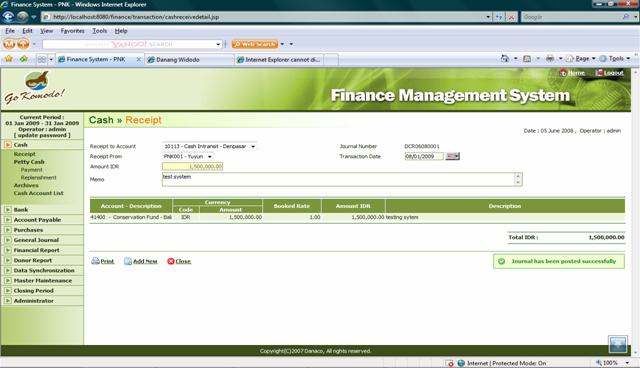 Finance System - PNK - Windows Internet Explorer
http://localhost:8080/finance/transaction/cashreceivedetail.jsp
Google
File Edit View Favorites Tools Help
YAHOO! SEARCH Web Search
Finance System - PNK Danang Widodo Internet Explorer cannot di... Page Tools
Go Komodo!
Home Logout
Finance Management System
Current Period :
01 Jan 2009 - 31 Jan 2009
Operator : admin
[ update password ]
Cash
Receipt
Petty Cash
Payment
Replenishment
Archives
Cash Account List
Bank
Account Payable
Purchases
General Journal
Financial Report
Donor Report
Data Synchronization
Master Maintenance
Closing Period
Administrator
Cash » Receipt
Date : 05 June 2008 , Operator : admin
Receipt to Account 10113 - Cash Intransit - Denpasar Journal Number DCR06080001
Receipt From PNK001 - Yuyun Transaction Date 08/01/2009
Amount IDR 1,500,000.00
Memo test system
Account - Description Currency Booked Rate Amount IDR Description
Code Amount
41400 - Conservation Fund - Bali IDR 1,500,000.00 1.00 1,500,000.00 testing sytem
Total IDR : 1,500,000.00
Print Add New Close
Journal has been posted successfully
Copyright(C)2007 Danaco, All rights reserved.
Internet | Protected Mode: On 100%